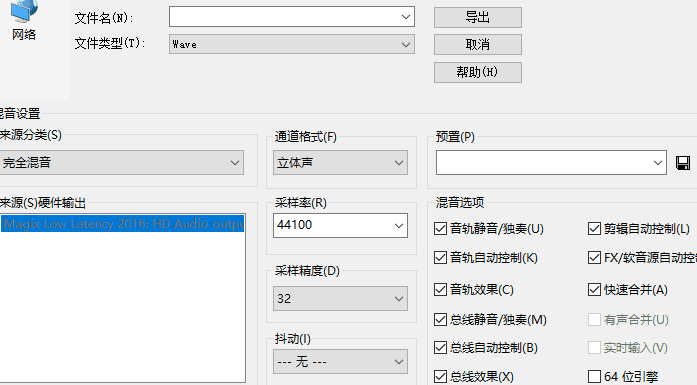 网络
文件名(N):
导出
文件类型(T):
Wave
取消
帮助(H)
混音设置
来源分类(S)
完全混音
通道格式(F)
立体声
预置(P)
来源(S)硬件输出
Magix Low Latency 2016: HD Audio outpu
采样率(R)
44100
采样精度(D)
32
抖动(I)
--- 无 ---
混音选项
音轨静音/独奏(U)
剪辑自动控制(L)
音轨自动控制(K)
FX/软音源自动控
音轨效果(C)
快速合并(A)
总线静音/独奏(M)
有声合并(U)
总线自动控制(B)
实时输入(V)
总线效果(X)
64 位引擎